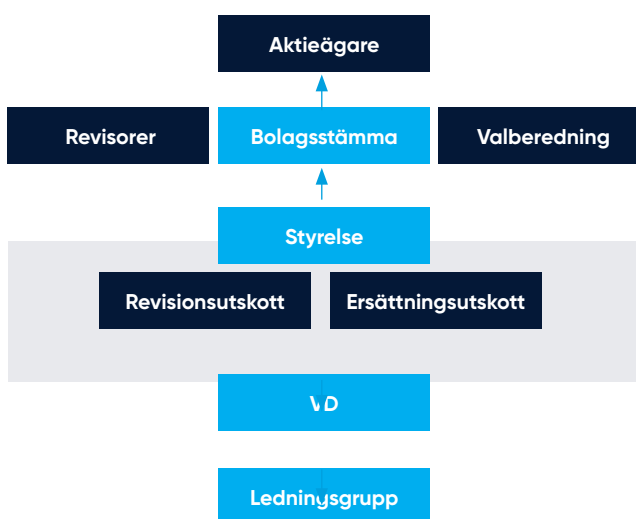 Aktieägare
Revisorer
Bolagsstämma
Valberedning
Styrelse
Revisionsutskott
Ersättningsutskott
VD
Ledningsgrupp